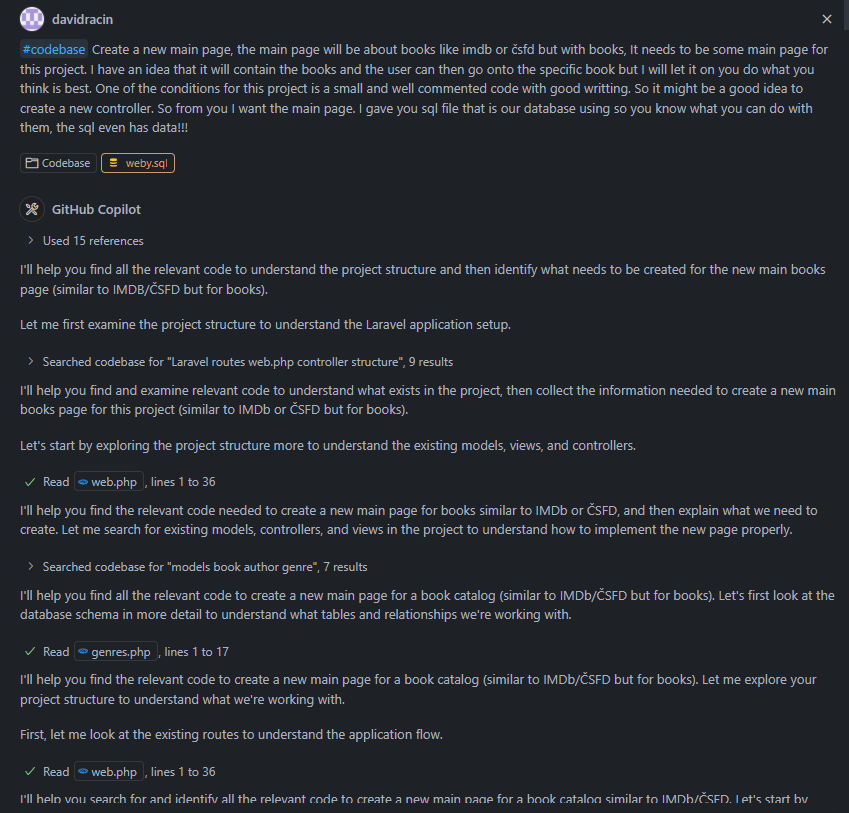 davidracin
#codebase Create a new main page, the main page will be about books like imdb or čsfd but with books, It needs to be some main page for
this project. I have an idea that it will contain the books and the user can then go onto the specific book but I will let it on you do what you
think is best. One of the conditions for this project is a small and well commented code with good writting. So it might be a good idea to
create a new controller. So from you I want the main page. I gave you sql file that is our database using so you know what you can do with
them, the sql even has data!!!
Codebase weby.sql
GitHub Copilot
Used 15 references
I'll help you find all the relevant code to understand the project structure and then identify what needs to be created for the new main books
page (similar to IMDB/ČSFD but for books).
Let me first examine the project structure to understand the Laravel application setup.
Searched codebase for "Laravel routes web.php controller structure", 9 results
I'll help you find and examine relevant code to understand what exists in the project, then collect the information needed to create a new main
books page for this project (similar to IMDb or ČSFD but for books).
Let's start by exploring the project structure more to understand the existing models, views, and controllers.
Read web.php, lines 1 to 36
I'll help you find the relevant code needed to create a new main page for books similar to IMDb or ČSFD, and then explain what we need to
create. Let me search for existing models, controllers, and views in the project to understand how to implement the new page properly.
Searched codebase for "models book author genre", 7 results
I'll help you find all the relevant code to create a new main page for a book catalog (similar to IMDb/ČSFD but for books). Let's first look at the
database schema in more detail to understand what tables and relationships we're working with.
Read genres.php, lines 1 to 17
I'll help you find the relevant code to create a new main page for a book catalog (similar to IMDb/ČSFD but for books). Let me explore your
project structure to understand what we're working with.
First, let me look at the existing routes to understand the application flow.
Read web.php, lines 1 to 36
I'll help you search for and identify all the relevant code to create a new main page for a book catalog similar to IMDb/ČSFD. Let's start by